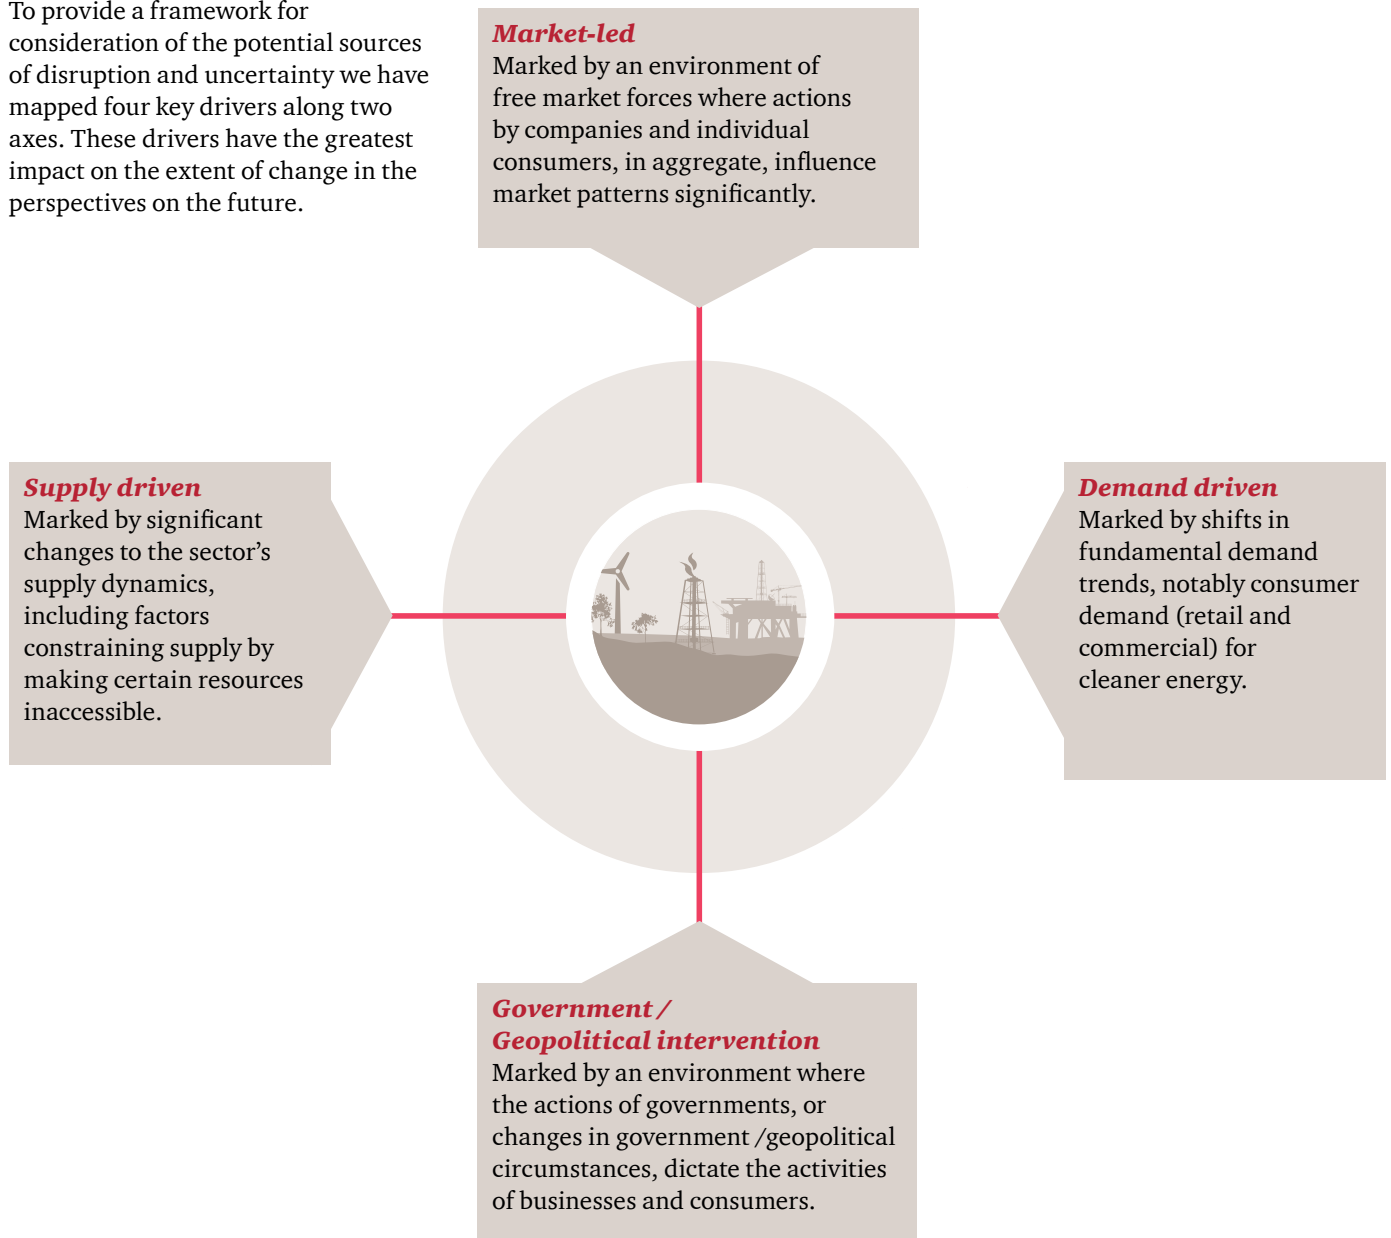 To provide a framework for
consideration of the potential sources
of disruption and uncertainty we have
mapped four key drivers along two
axes. These drivers have the greatest
impact on the extent of change in the
perspectives on the future.
Market-led
Marked by an environment of
free market forces where actions
by companies and individual
consumers, in aggregate, influence
market patterns significantly.
Supply driven
Marked by significant
changes to the sector’s
supply dynamics,
including factors
constraining supply by
making certain resources
inaccessible.
Demand driven
Marked by shifts in
fundamental demand
trends, notably consumer
demand (retail and
commercial) for
cleaner energy.
Government /
Geopolitical intervention
Marked by an environment where
the actions of governments, or
changes in government /geopolitical
circumstances, dictate the activities
of businesses and consumers.